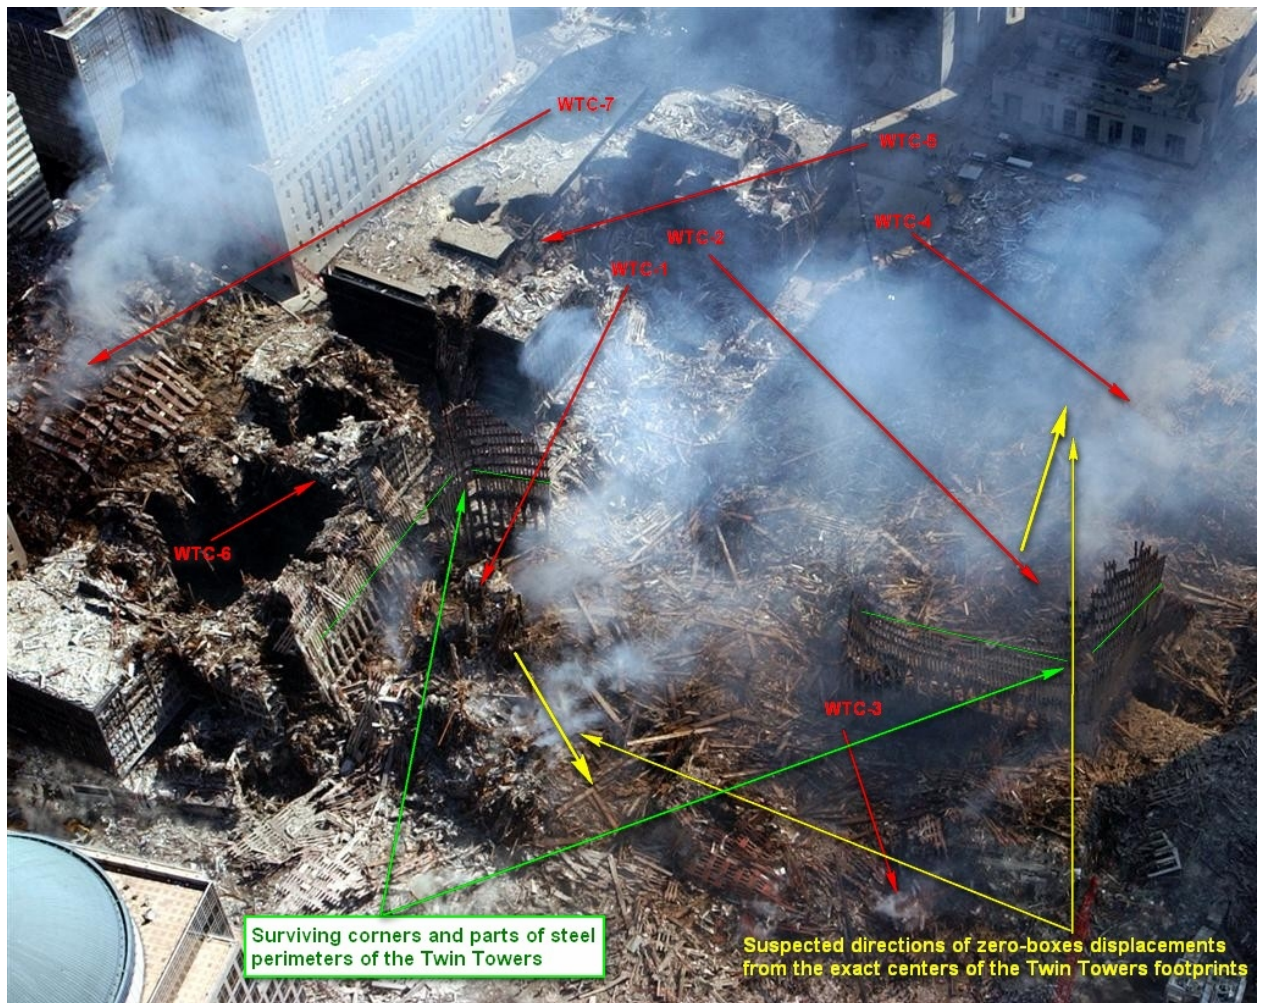 WTC-7
WTC-5
WTC-4
WTC-2
WTC-1
WTC-6
WTC-3
Surviving corners and parts of steel
perimeters of the Twin Towers
Suspected directions of zero-boxes displacements
from the exact centers of the Twin Towers footprints